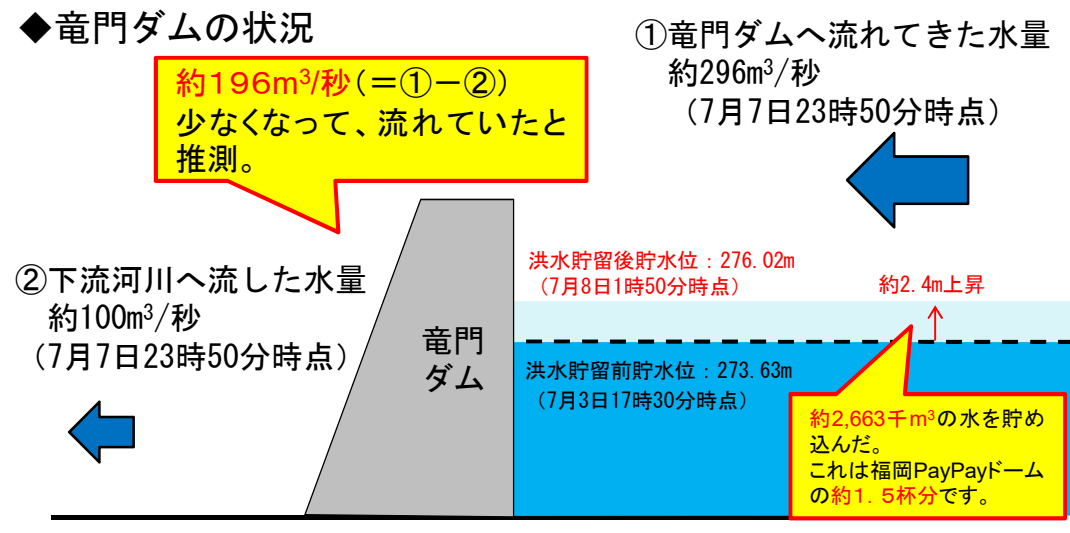 ◆竜門ダムの状況
①竜門ダムへ流れてきた水量
約296m³/秒
（7月7日23時50分時点）
約１９６m³/秒（＝①－②）
少なくなって、流れていたと
推測。
②下流河川へ流した水量
約100m³/秒
（7月7日23時50分時点）
竜門
ダム
洪水貯留後貯水位：276.02m
（7月8日1時50分時点）
約2.4m上昇
洪水貯留前貯水位：273.63m
（7月3日17時30分時点）
約2,663千m³の水を貯め
込んだ。
これは福岡PayPayドーム
の約１．５杯分です。